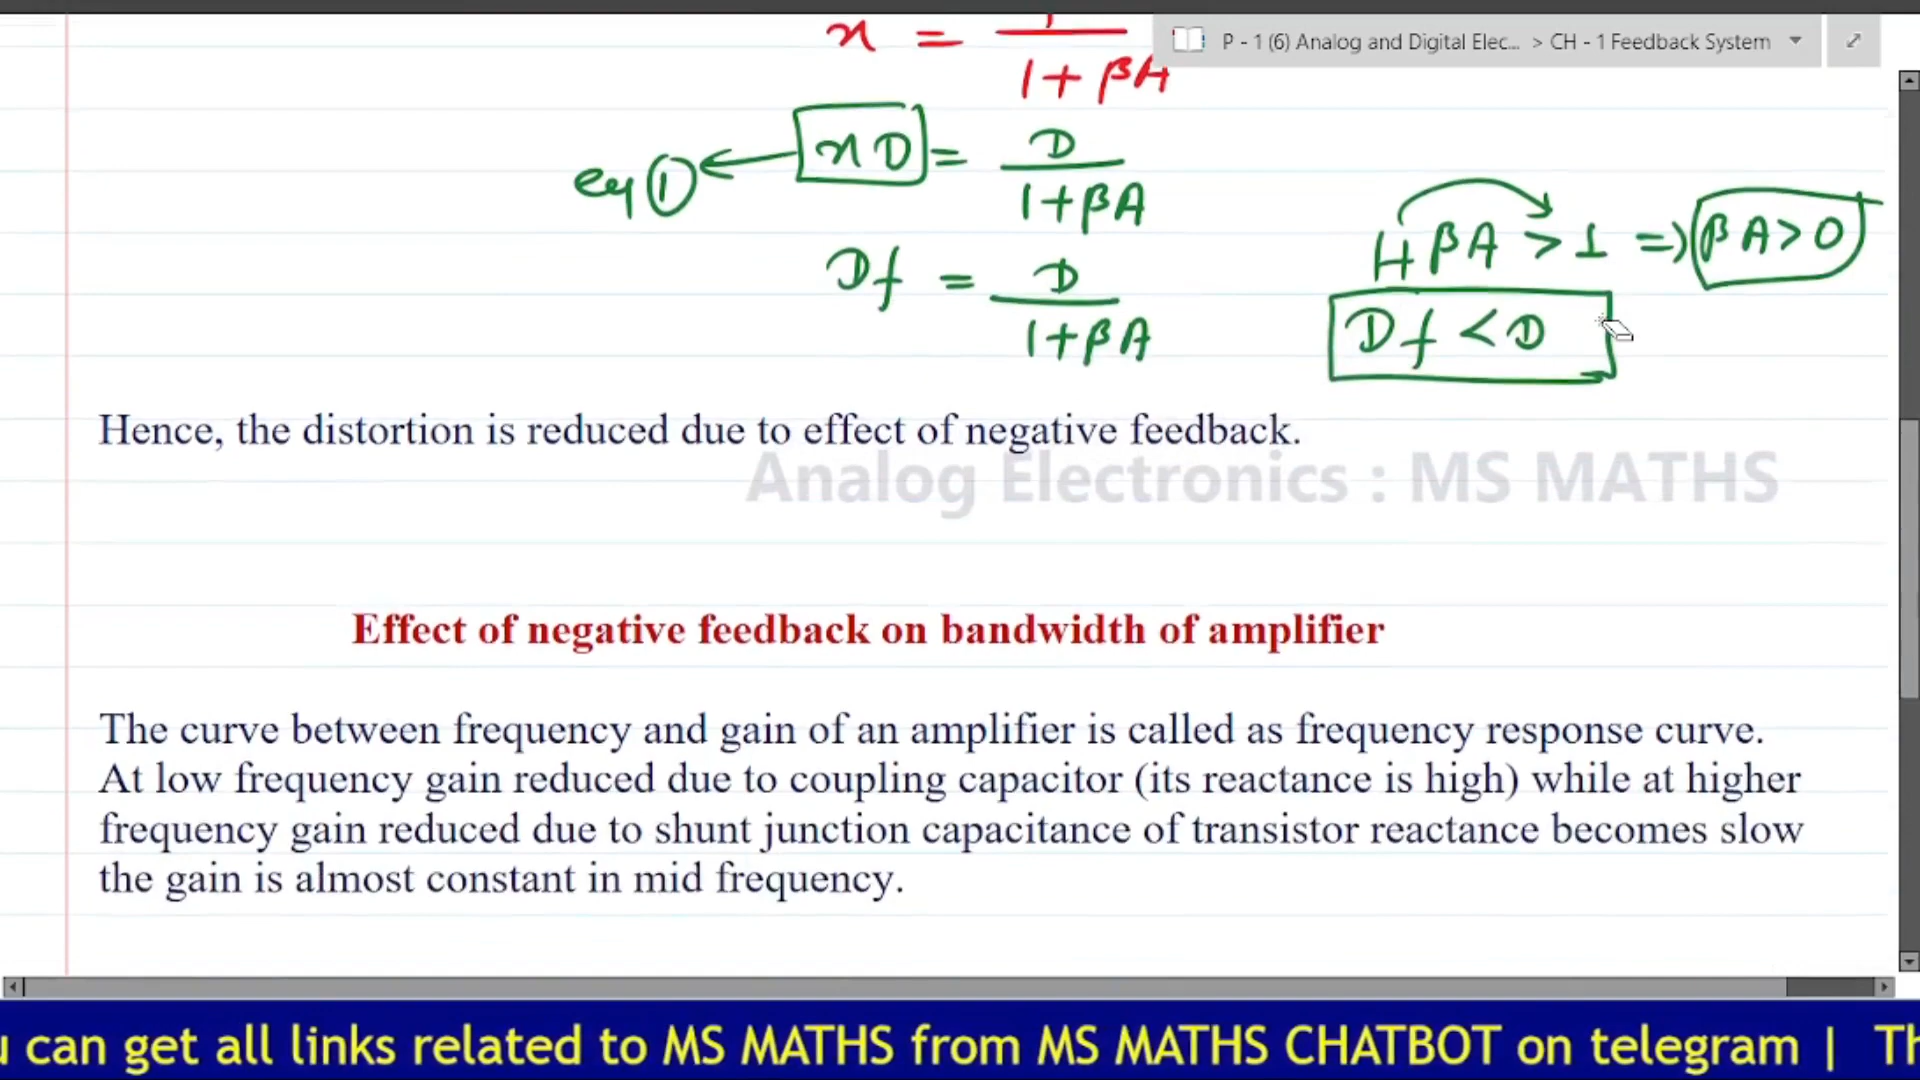 P - 1 (6) Analog and Digital Elec... > CH - 1 Feedback System
x =
1 + βA
eq ① ← xD = D / 1 + βA
1+βA > 1 ⇒ βA > 0
Df = D / 1 + βA
Df < D
Hence, the distortion is reduced due to effect of negative feedback.
Analog Electronics : MS MATHS
Effect of negative feedback on bandwidth of amplifier
The curve between frequency and gain of an amplifier is called as frequency response curve.
At low frequency gain reduced due to coupling capacitor (its reactance is high) while at higher
frequency gain reduced due to shunt junction capacitance of transistor reactance becomes slow
the gain is almost constant in mid frequency.
can get all links related to MS MATHS from MS MATHS CHATBOT on telegram |